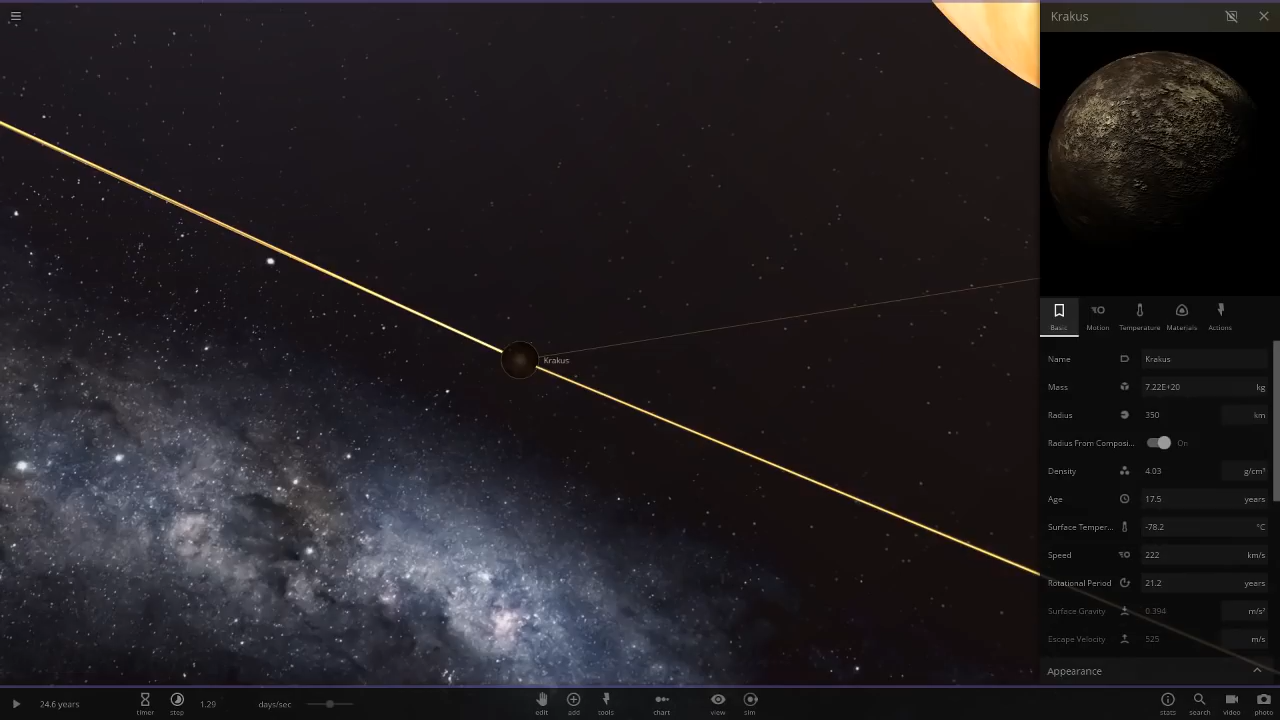 Krakus
Krakus
Basic
Motion
Temperature
Materials
Actions
Name Krakus
Mass 7.22E+20 kg
Radius 350 km
Radius From Composi... On
Density 4.03 g/cm³
Age 17.5 years
Surface Temper... -78.2 °C
Speed 222 km/s
Rotational Period 21.2 years
Surface Gravity 0.394 m/s²
Escape Velocity 525 m/s
Appearance
24.6 years
timer
step
1.29 days/sec
edit
add
tools
chart
view
sim
stats
search
video
photo